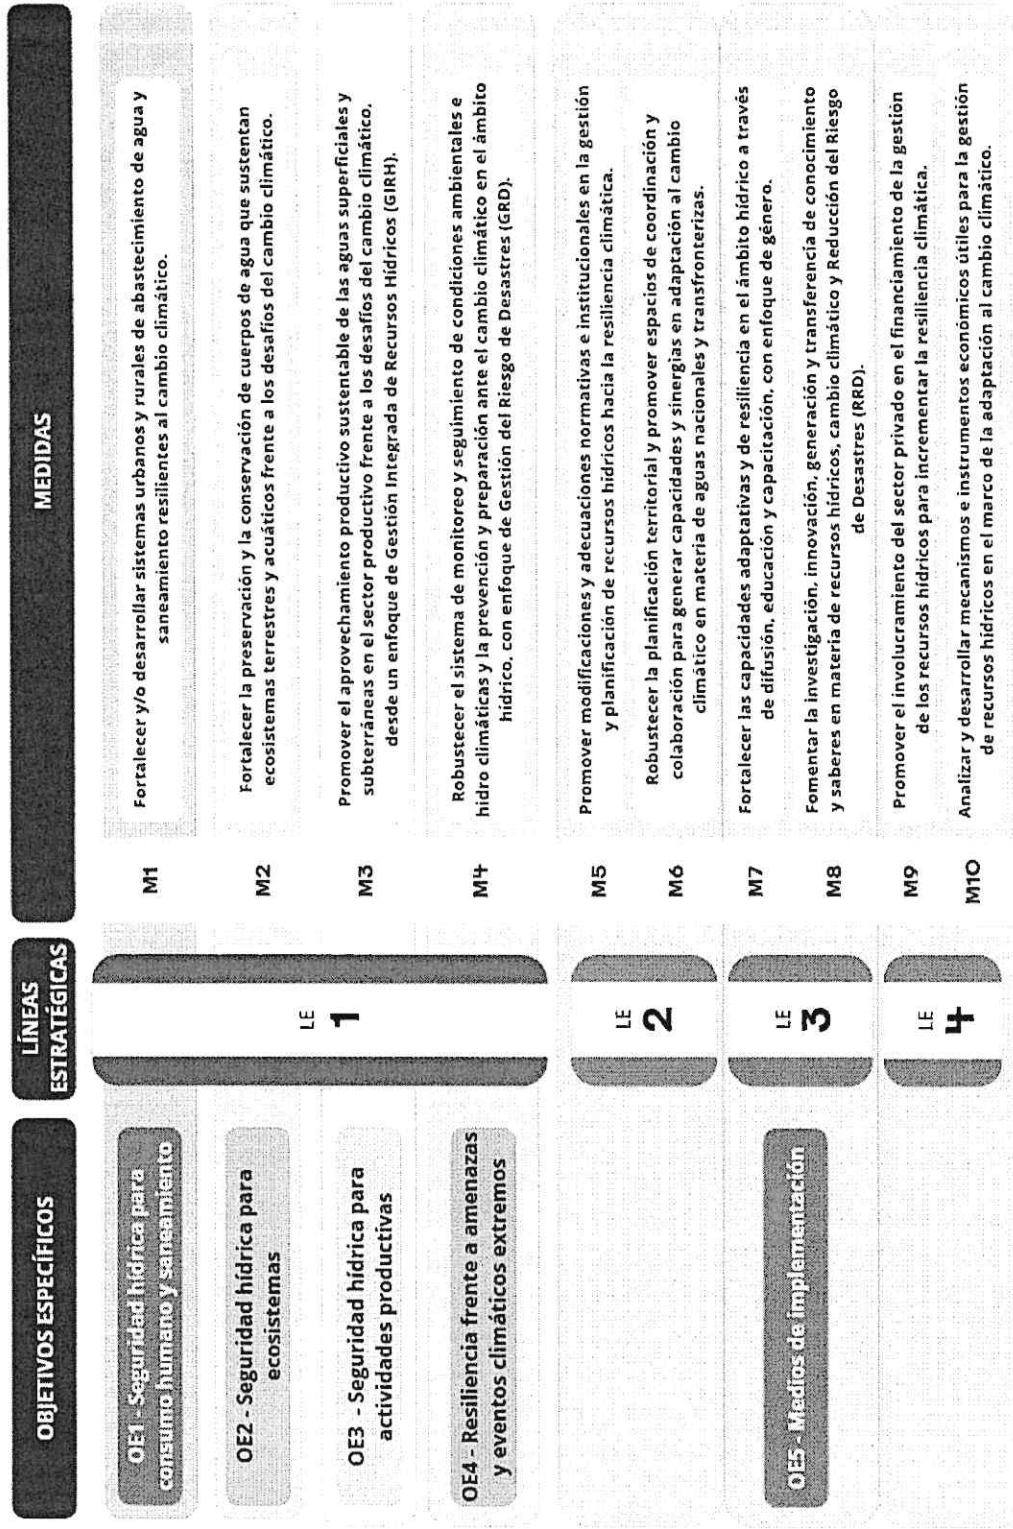 OBJETIVOS ESPECÍFICOS
LÍNEAS
ESTRATÉGICAS
MEDIDAS
OE1 - Seguridad hídrica para
consumo humano y saneamiento
OE2 - Seguridad hídrica para
ecosistemas
OE3 - Seguridad hídrica para
actividades productivas
OE4 - Resiliencia frente a amenazas
y eventos climáticos extremos
OE5 - Medios de implementación
LE
1
LE
2
LE
3
LE
4
M1
Fortalecer y/o desarrollar sistemas urbanos y rurales de abastecimiento de agua y
saneamiento resilientes al cambio climático.
M2
Fortalecer la preservación y la conservación de cuerpos de agua que sustentan
ecosistemas terrestres y acuáticos frente a los desafíos del cambio climático.
M3
Promover el aprovechamiento productivo sustentable de las aguas superficiales y
subterráneas en el sector productivo frente a los desafíos del cambio climático,
desde un enfoque de Gestión Integrada de Recursos Hídricos (GIRH).
M4
Robustecer el sistema de monitoreo y seguimiento de condiciones ambientales e
hidro climáticas y la prevención y preparación ante el cambio climático en el ámbito
hídrico, con enfoque de Gestión del Riesgo de Desastres (GRD).
M5
Promover modificaciones y adecuaciones normativas e institucionales en la gestión
y planificación de recursos hídricos hacia la resiliencia climática.
M6
Robustecer la planificación territorial y promover espacios de coordinación y
colaboración para generar capacidades y sinergias en adaptación al cambio
climático en materia de aguas nacionales y transfronterizas.
M7
Fortalecer las capacidades adaptativas y de resiliencia en el ámbito hídrico a través
de difusión, educación y capacitación, con enfoque de género.
M8
Fomentar la investigación, innovación, generación y transferencia de conocimiento
y saberes en materia de recursos hídricos, cambio climático y Reducción del Riesgo
de Desastres (RRD).
M9
Promover el involucramiento del sector privado en el financiamiento de la gestión
de los recursos hídricos para incrementar la resiliencia climática.
M10
Analizar y desarrollar mecanismos e instrumentos económicos útiles para la gestión
de recursos hídricos en el marco de la adaptación al cambio climático.